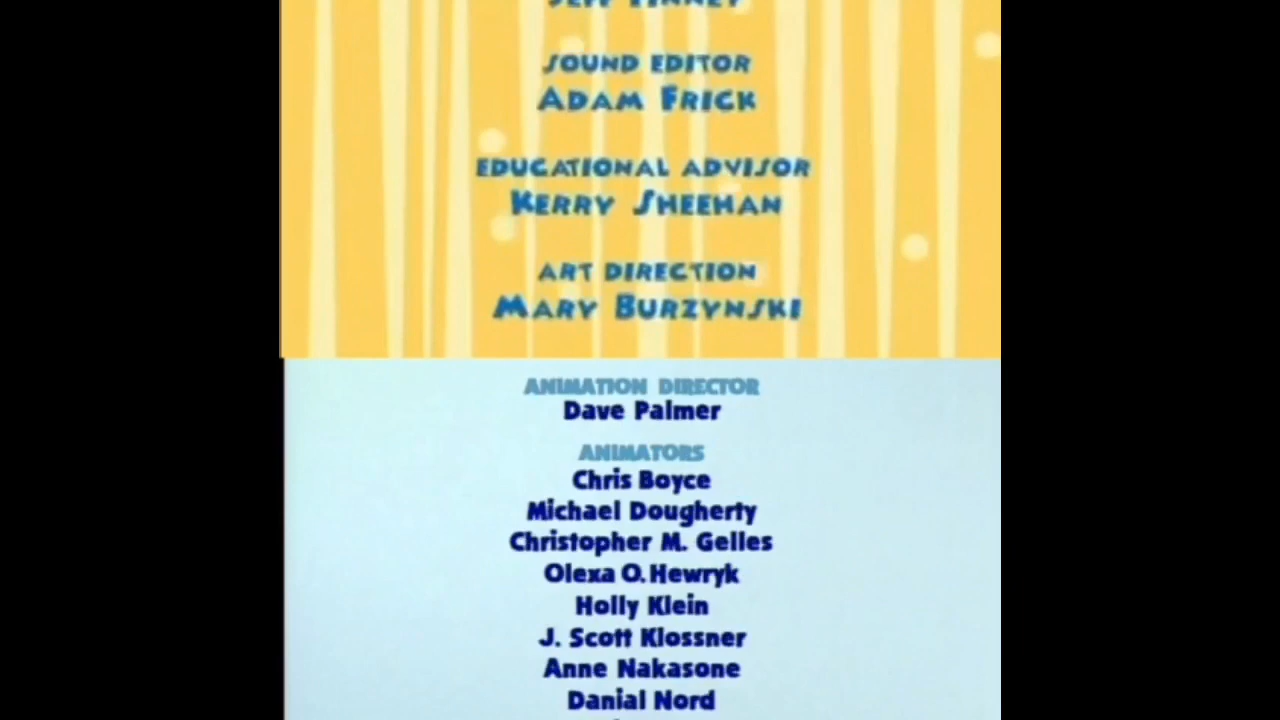 SOUND EDITOR
ADAM FRICK
EDUCATIONAL ADVISOR
KERRY SHEEHAN
ART DIRECTION
MARY BURZYNSKI
ANIMATION DIRECTOR
Dave Palmer
ANIMATORS
Chris Boyce
Michael Dougherty
Christopher M. Gelles
Olexa O. Hewryk
Holly Klein
J. Scott Klossner
Anne Nakasone
Danial Nord